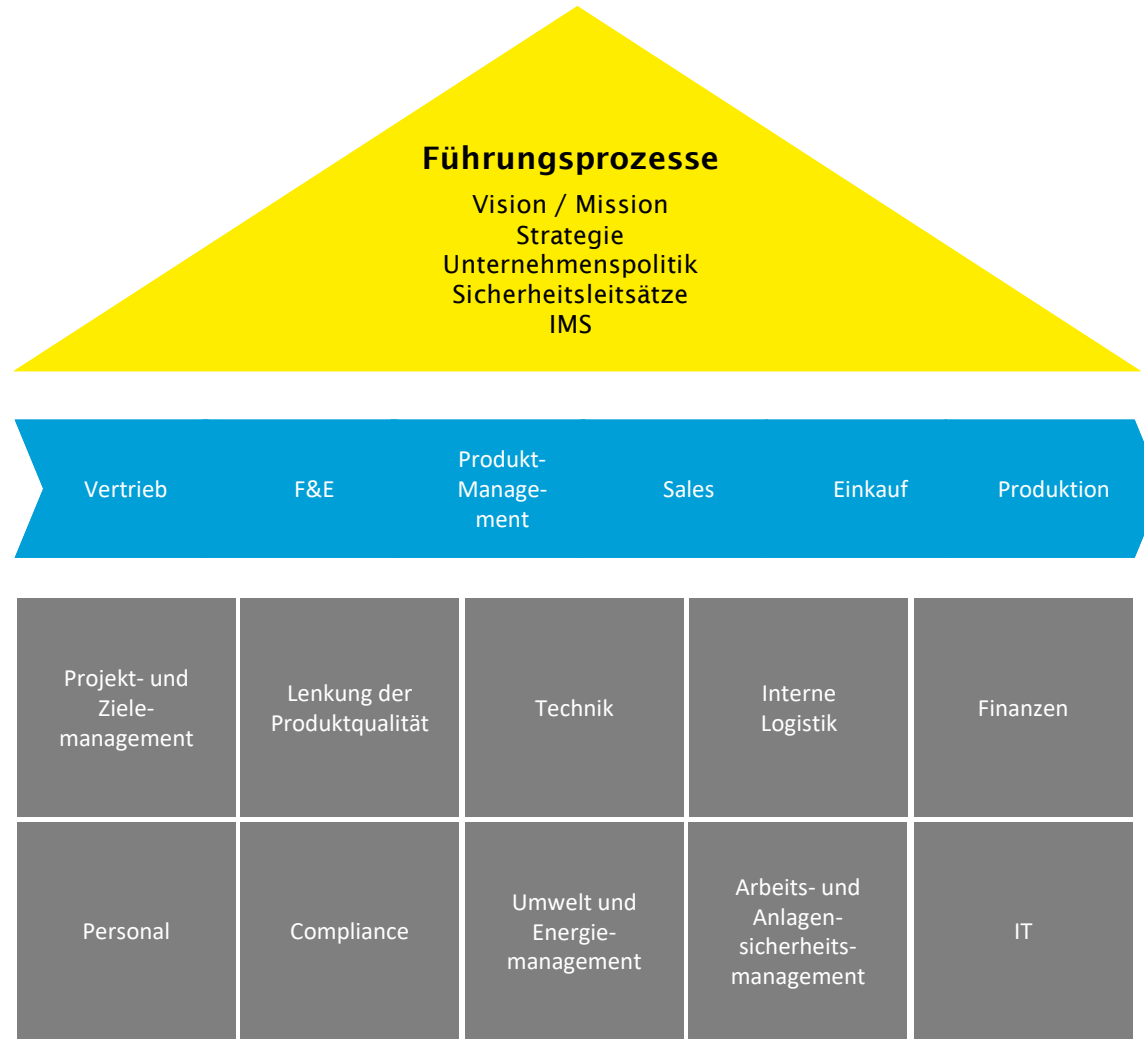 Führungsprozesse
Vision / Mission
Strategie
Unternehmenspolitik
Sicherheitsleitsätze
IMS
Vertrieb
F&E
Produkt-
Manage-
ment
Sales
Einkauf
Produktion
Projekt- und
Ziele-
management
Lenkung der
Produktqualität
Technik
Interne
Logistik
Finanzen
Personal
Compliance
Umwelt und
Energie-
management
Arbeits- und
Anlagen-
sicherheits-
management
IT